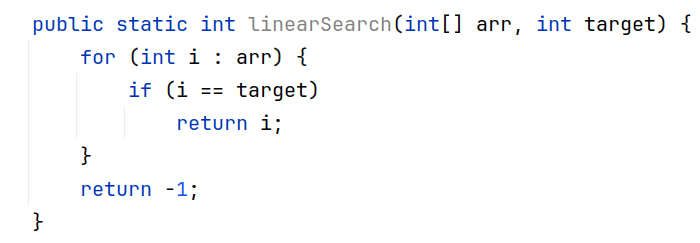 public static int linearSearch(int[] arr, int target) {
    for (int i : arr) {
        if (i == target)
            return i;
    }
    return -1;
}